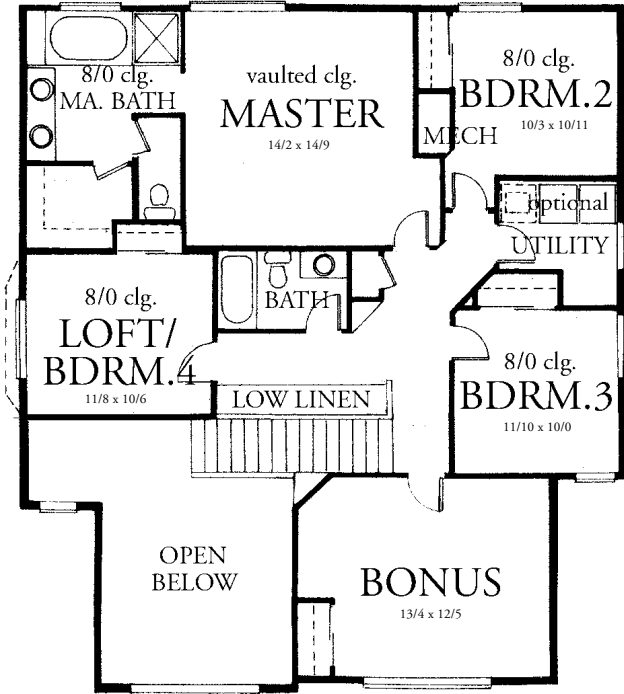 8/0 clg.
MA. BATH
vaulted clg.
MASTER
14/2 x 14/9
8/0 clg.
BDRM.2
10/3 x 10/11
MECH
optional
UTILITY
8/0 clg.
LOFT/
BDRM.4
11/8 x 10/6
BATH
LOW LINEN
8/0 clg.
BDRM.3
11/10 x 10/0
OPEN
BELOW
BONUS
13/4 x 12/5